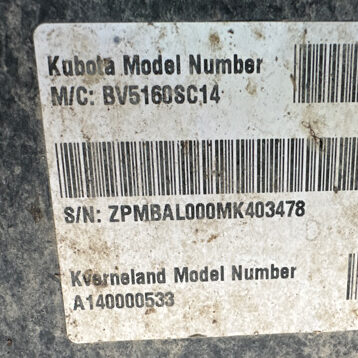 Kubota Model Number
M/C: BV5160SC14
S/N: ZPMBAL000MK403478
Kverneland Model Number
A140000533